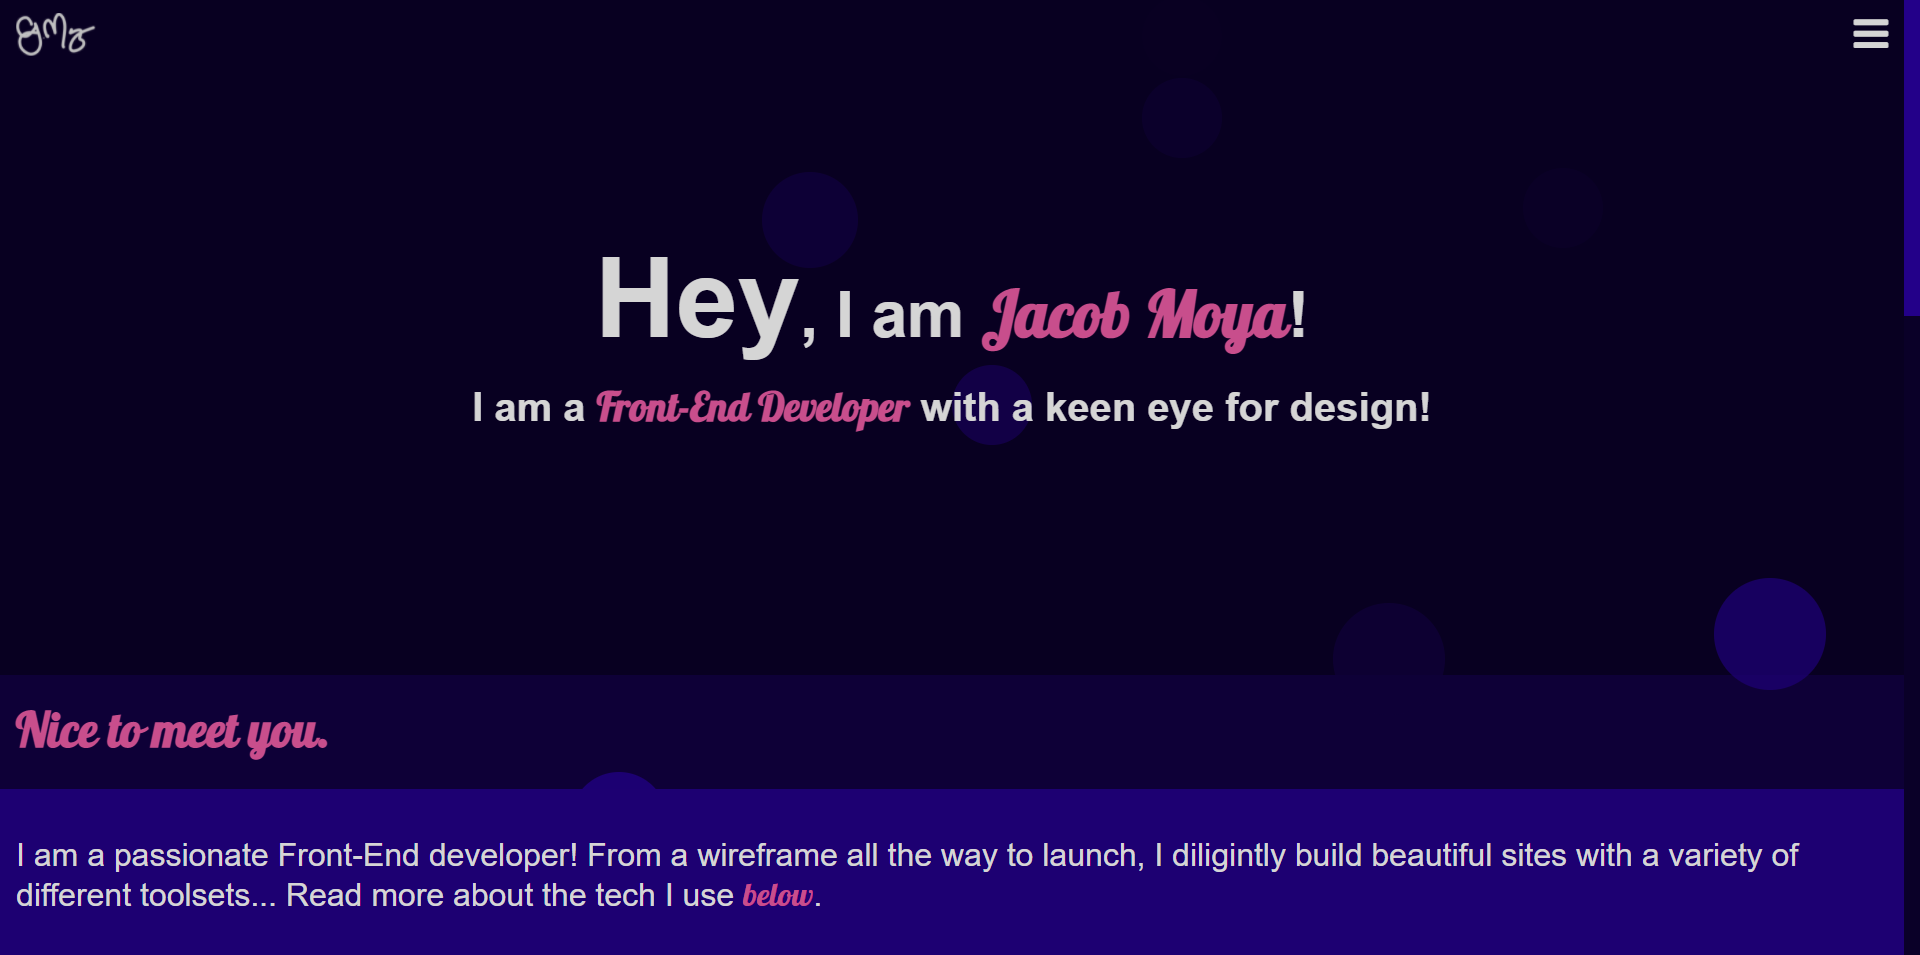 Hey, I am Jacob Moya!
I am a Front-End Developer with a keen eye for design!
Nice to meet you.
I am a passionate Front-End developer! From a wireframe all the way to launch, I diligintly build beautiful sites with a variety of
different toolsets... Read more about the tech I use below.